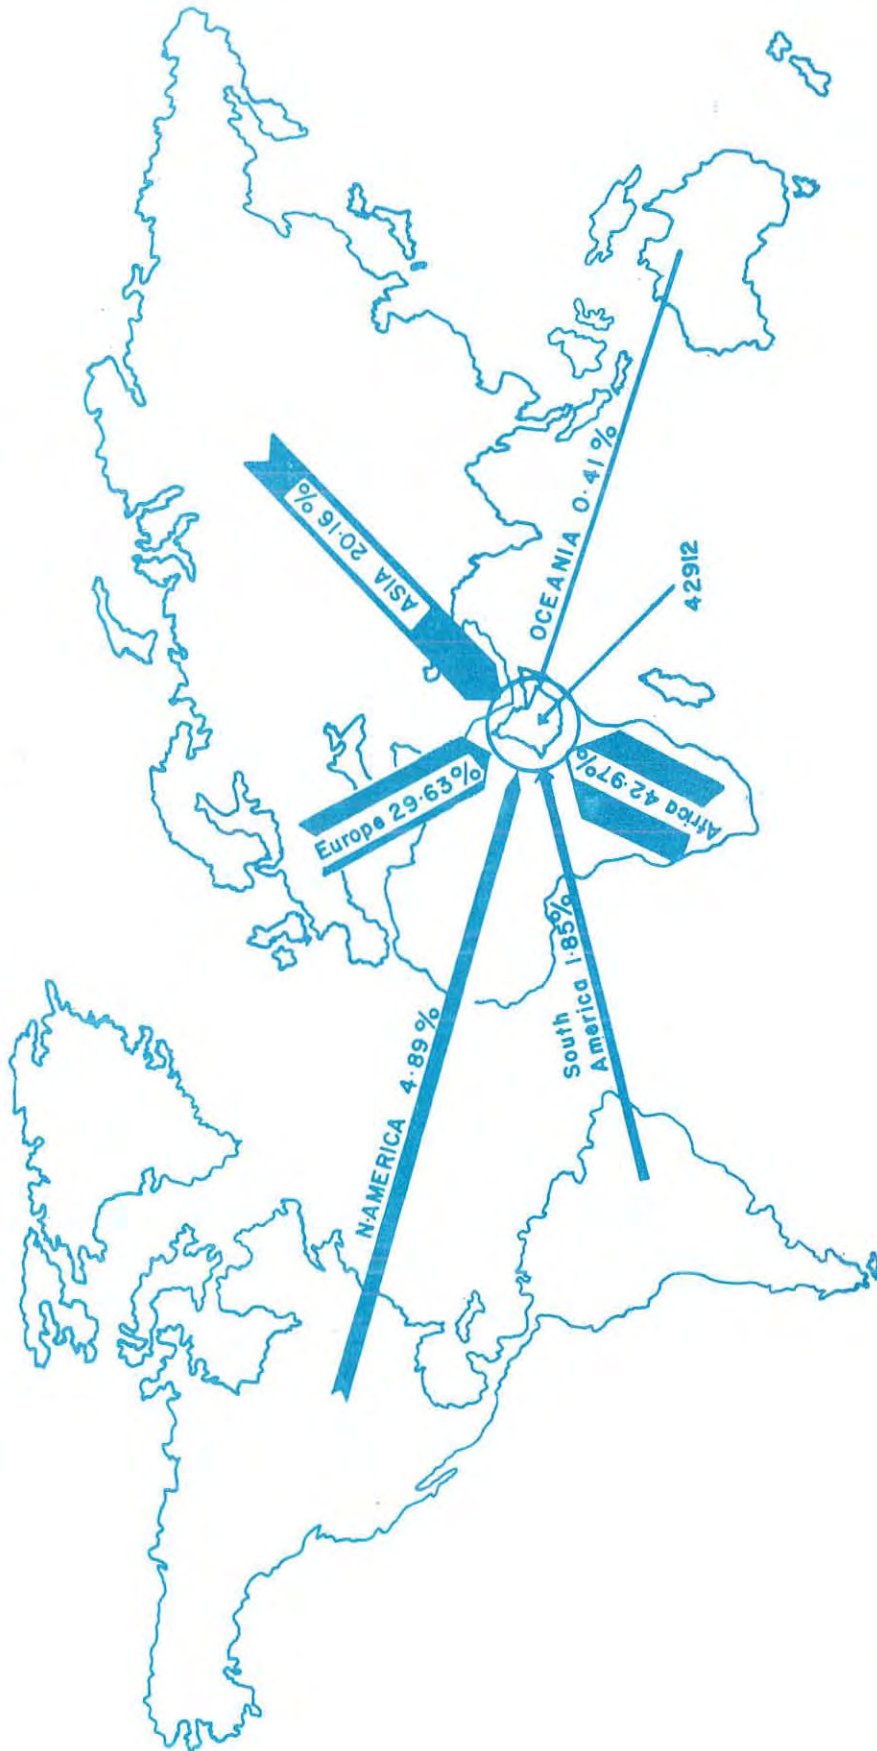 N·AMERICA 4·89%
South
America 1·85%
Europe 29·63%
Africa 42·97%
ASIA 20·16%
OCEANIA 0·41%
42912